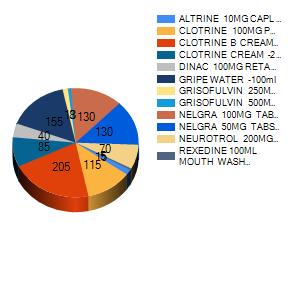 ALTRINE 10MG CAPL...
CLOTRINE 100MG P...
CLOTRINE B CREAM...
CLOTRINE CREAM -2...
DINAC 100MG RETA...
GRIPE WATER -100ml
GRISOFULVIN 250M...
GRISOFULVIN 500M...
NELGRA 100MG TAB...
NELGRA 50MG TABS...
NEUROTROL 200MG...
REXEDINE 100ML
MOUTH WASH...
130
155
130
40
70
85
115
205